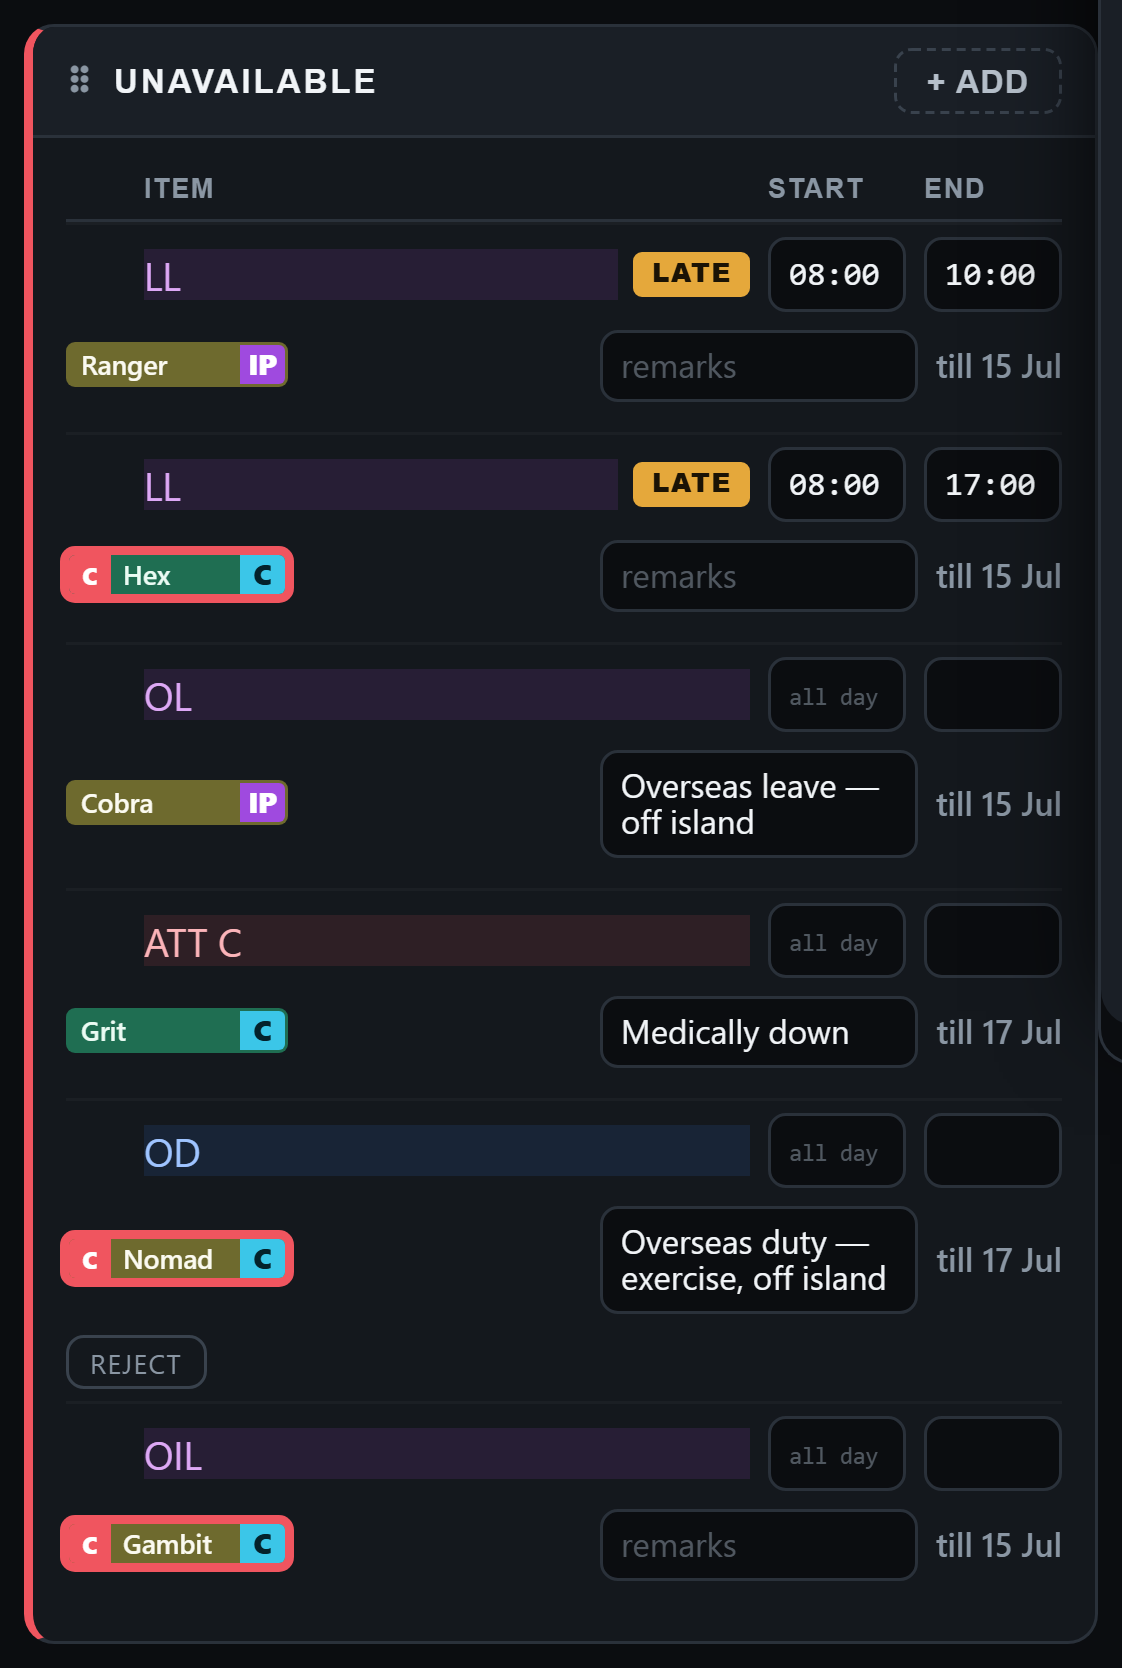 UNAVAILABLE + ADD
ITEM START END
LL LATE 08:00 10:00
Ranger IP remarks till 15 Jul
LL LATE 08:00 17:00
c Hex C remarks till 15 Jul
OL all day
Cobra IP Overseas leave —
off island till 15 Jul
ATT C all day
Grit C Medically down till 17 Jul
OD all day
c Nomad C Overseas duty —
exercise, off island till 17 Jul
REJECT
OIL all day
c Gambit C remarks till 15 Jul